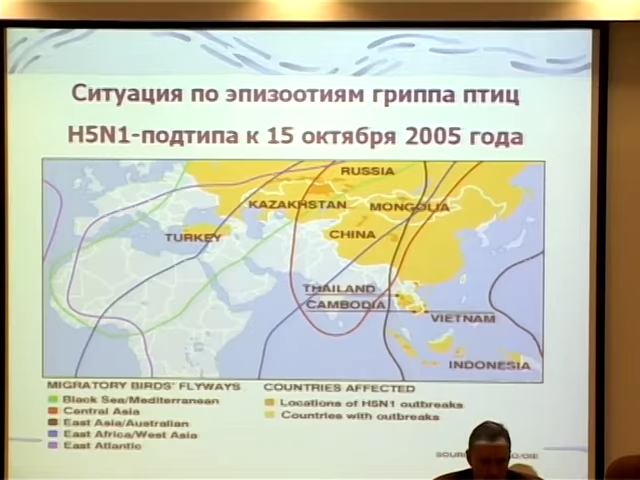 Ситуация по эпизоотиям гриппа птиц
H5N1-подтипа к 15 октября 2005 года
RUSSIA
KAZAKHSTAN
MONGOLIA
TURKEY
CHINA
THAILAND
CAMBODIA
VIETNAM
INDONESIA
MIGRATORY BIRDS' FLYWAYS
Black Sea/Mediterranean
Central Asia
East Asia/Australian
East Africa/West Asia
East Atlantic
COUNTRIES AFFECTED
Locations of H5N1 outbreaks
Countries with outbreaks